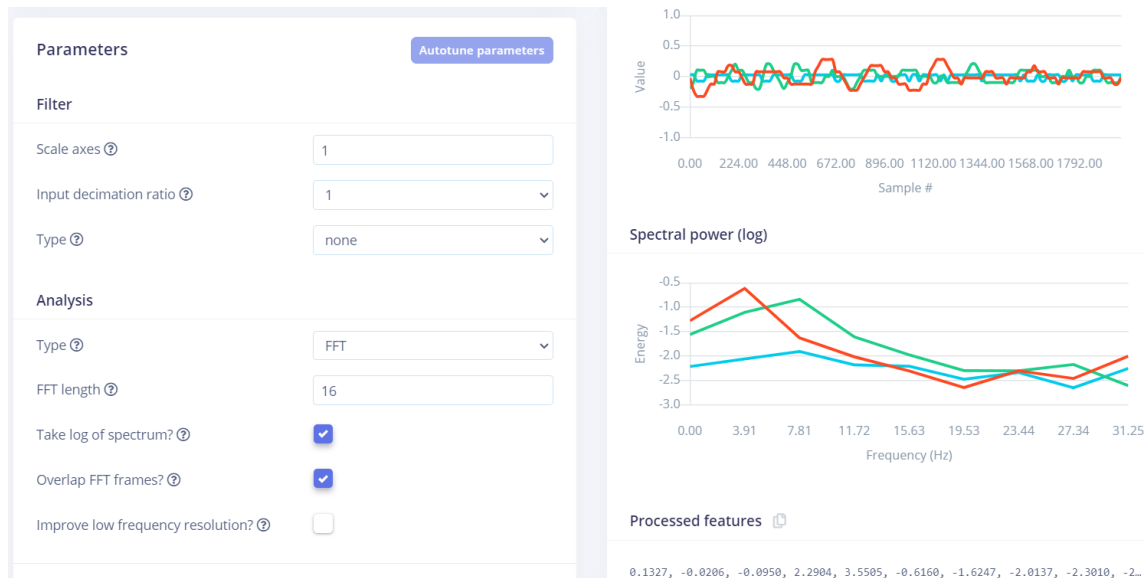 Parameters
Autotune parameters
Filter
Scale axes ?
1
Input decimation ratio ?
1
Type ?
none
Analysis
Type ?
FFT
FFT length ?
16
Take log of spectrum? ?
Overlap FFT frames? ?
Improve low frequency resolution? ?
1.0
0.5
0
-0.5
-1.0
Value
0.00 224.00 448.00 672.00 896.00 1120.00 1344.00 1568.00 1792.00
Sample #
Spectral power (log)
-0.5
-1.0
-1.5
-2.0
-2.5
-3.0
Energy
0.00 3.91 7.81 11.72 15.63 19.53 23.44 27.34 31.25
Frequency (Hz)
Processed features
0.1327, -0.0206, -0.0950, 2.2904, 3.5505, -0.6160, -1.6247, -2.0137, -2.3010, -2…